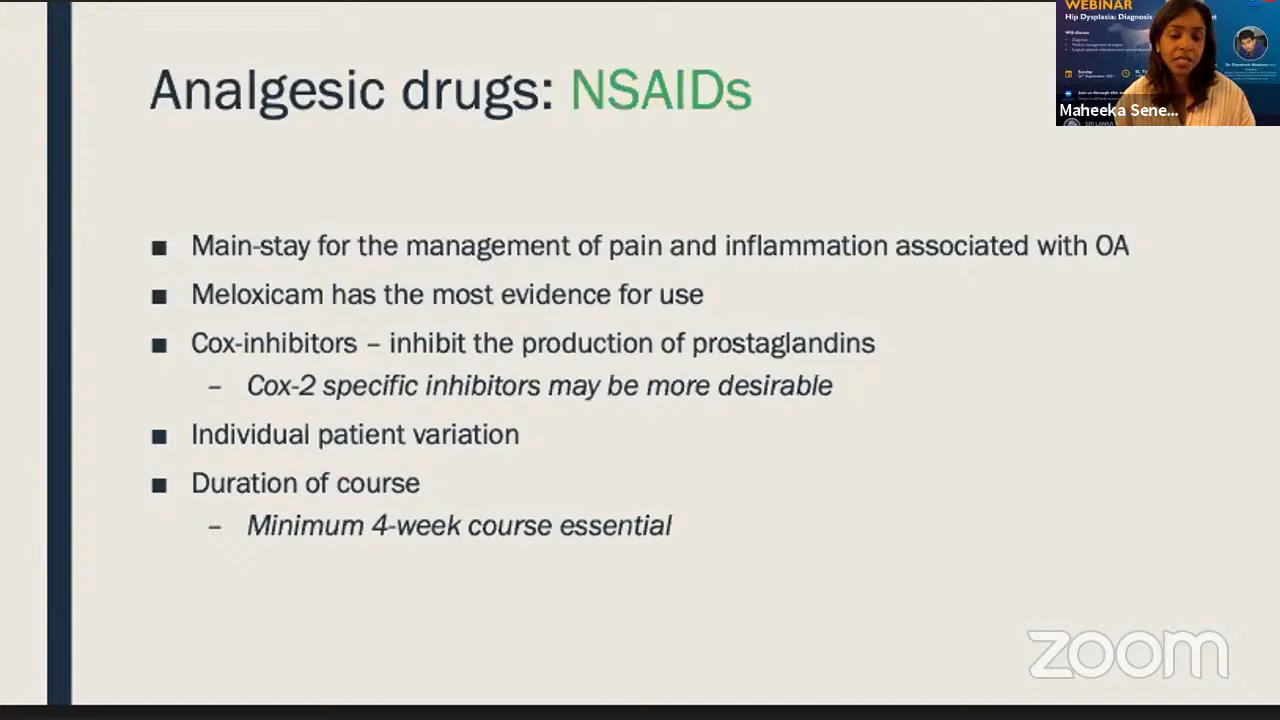 Analgesic drugs: NSAIDs
WEBINAR
Hip Dysplasia: Diagnosis
Maheeka Sene...
■ Main-stay for the management of pain and inflammation associated with OA
■ Meloxicam has the most evidence for use
■ Cox-inhibitors – inhibit the production of prostaglandins
– Cox-2 specific inhibitors may be more desirable
■ Individual patient variation
■ Duration of course
– Minimum 4-week course essential
zoom